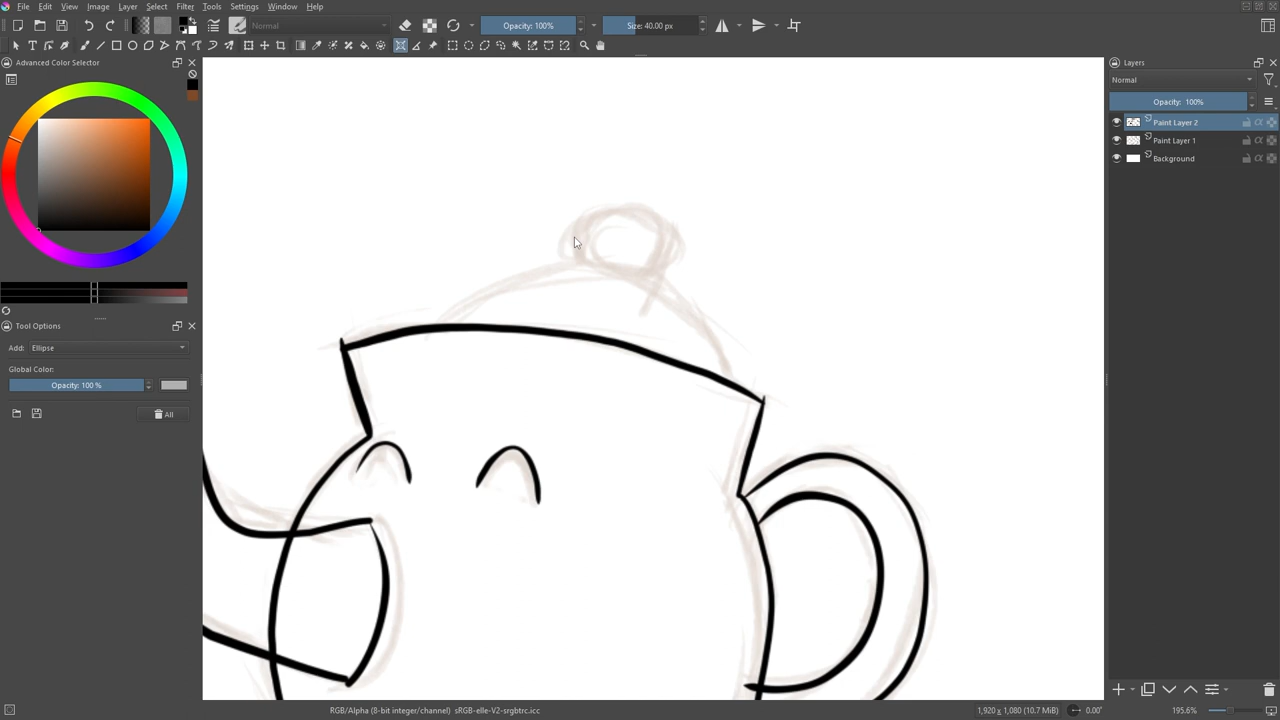 File Edit View Image Layer Select Filter Tools Settings Window Help
Normal
Opacity: 100%
Size: 40.00 px
Advanced Color Selector
Tool Options
Add: Ellipse
Global Color:
Opacity: 100%
All
Layers
Normal
Opacity: 100%
Paint Layer 2
Paint Layer 1
Background
RGB/Alpha (8-bit integer/channel) sRGB-elle-V2-srgbtrc.icc
1,920 x 1,080 (10.7 MiB)
0.00°
195.6%